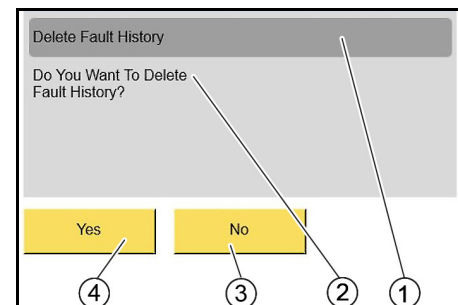 Delete Fault History
Do You Want To Delete
Fault History?
Yes
No
4
3
2
1